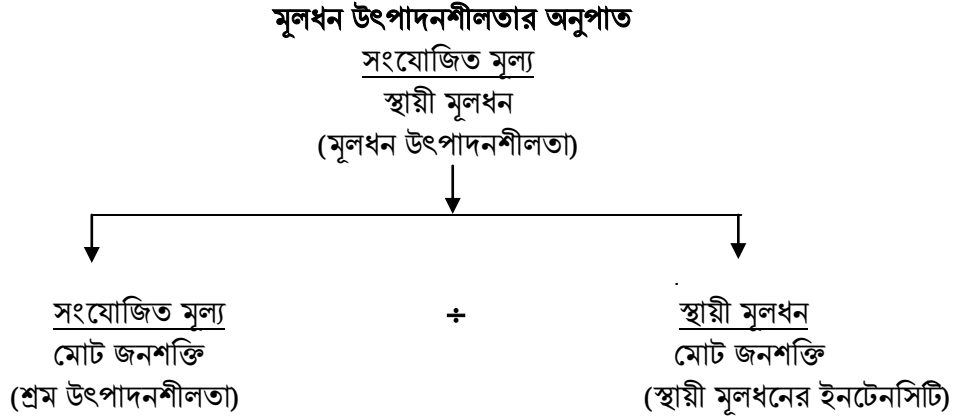 মূলধন উৎপাদনশীলতার অনুপাত
সংযোজিত মূল্য
স্থায়ী মূলধন
(মূলধন উৎপাদনশীলতা)
সংযোজিত মূল্য ÷ স্থায়ী মূলধন
মোট জনশক্তি মোট জনশক্তি
(শ্রম উৎপাদনশীলতা) (স্থায়ী মূলধনের ইনটেনসিটি)